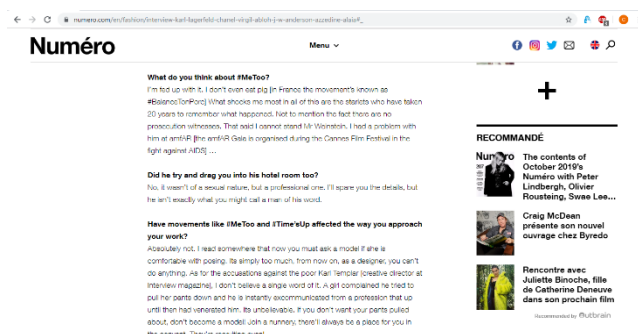 numero.com/en/fashion/interview-karl-lagerfeld-chanel-virgil-abloh-j-w-anderson-azzedine-alaia#_
Numéro
Menu
What do you think about #MeToo?
I'm fed up with it. I don't even eat pig [in France the movement's known as
#BalanceTonPorc] What shocks me most in all of this are the starlets who have taken
20 years to remember what happened. Not to mention the fact there are no
prosecution witnesses. That said I cannot stand Mr Weinstein. I had a problem with
him at amfAR [the amfAR Gala is organised during the Cannes Film Festival in the
fight against AIDS] …
Did he try and drag you into his hotel room too?
No, it wasn't of a sexual nature, but a professional one. I'll spare you the details, but
he isn't exactly what you might call a man of his word.
Have movements like #MeToo and #Time'sUp affected the way you approach
your work?
Absolutely not. I read somewhere that now you must ask a model if she is
comfortable with posing. Its simply too much, from now on, as a designer, you can't
do anything. As for the accusations against the poor Karl Templer [creative director at
Interview magazine], I don't believe a single word of it. A girl complained he tried to
pull her pants down and he is instantly excommunicated from a profession that up
until then had venerated him. Its unbelievable. If you don't want your pants pulled
about, don't become a model! Join a nunnery, there'll always be a place for you in
the convent. They're recruiting even!
+
RECOMMANDÉ
Numéro
The contents of
October 2019's
Numéro with Peter
Lindbergh, Olivier
Rousteing, Swae Lee...
Craig McDean
présente son nouvel
ouvrage chez Byredo
Rencontre avec
Juliette Binoche, fille
de Catherine Deneuve
dans son prochain film
Recommended by Outbrain